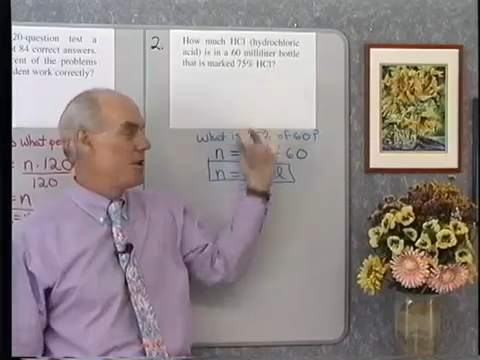 20-question test a
t 84 correct answers.
ent of the problems
dent work correctly?
what per
= n · 120
120
= n
2.
How much HCl (hydrochloric
acid) is in a 60 milliliter bottle
that is marked 75% HCl?
What is of 60?
n = 60
n =